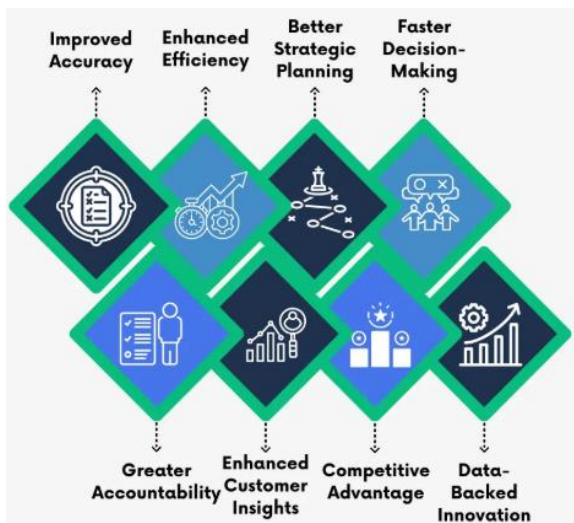 Improved
Accuracy
Enhanced
Efficiency
Better
Strategic
Planning
Faster
Decision-
Making
Greater
Accountability
Enhanced
Customer
Insights
Competitive
Advantage
Data-
Backed
Innovation